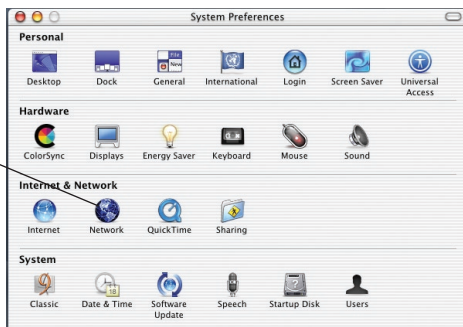 System Preferences
Personal
Desktop Dock General International Login Screen Saver Universal Access
Hardware
ColorSync Displays Energy Saver Keyboard Mouse Sound
Internet & Network
Internet Network QuickTime Sharing
System
Classic Date & Time Software Update Speech Startup Disk Users